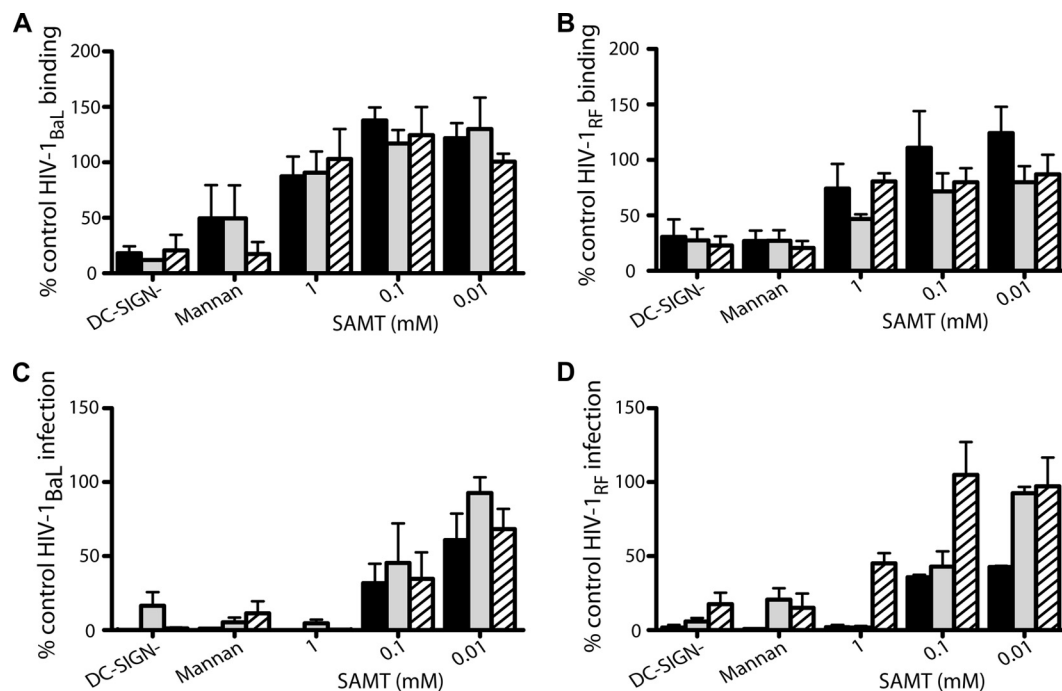 A
% control HIV-1BaL binding
200
150
100
50
0
DC-SIGN-
Mannan
1
0.1
0.01
SAMT (mM)
B
% control HIV-1RF binding
200
150
100
50
0
DC-SIGN-
Mannan
1
0.1
0.01
SAMT (mM)
C
% control HIV-1BaL infection
150
100
50
0
DC-SIGN-
Mannan
1
0.1
0.01
SAMT (mM)
D
% control HIV-1RF infection
150
100
50
0
DC-SIGN-
Mannan
1
0.1
0.01
SAMT (mM)